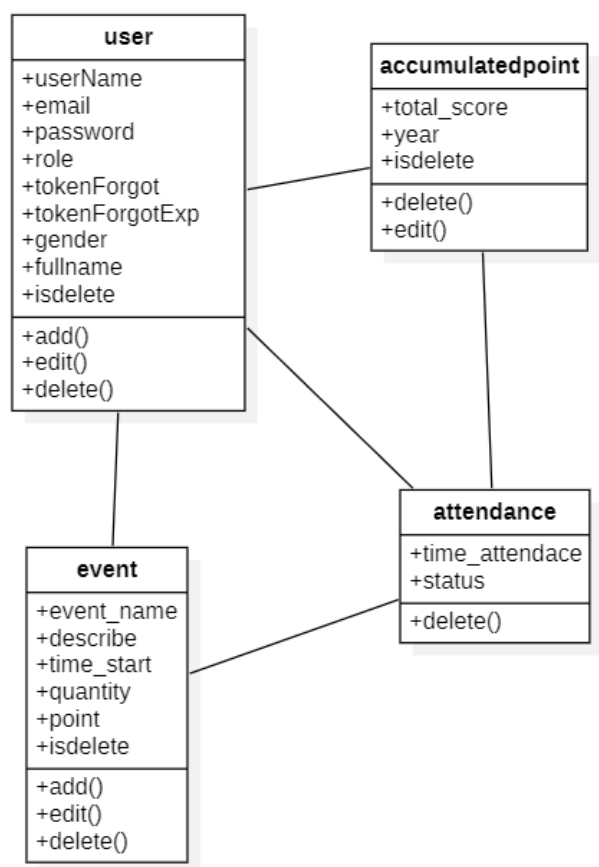 user
+userName
+email
+password
+role
+tokenForgot
+tokenForgotExp
+gender
+fullname
+isdelete
+add()
+edit()
+delete()
accumulatedpoint
+total_score
+year
+isdelete
+delete()
+edit()
attendance
+time_attendace
+status
+delete()
event
+event_name
+describe
+time_start
+quantity
+point
+isdelete
+add()
+edit()
+delete()